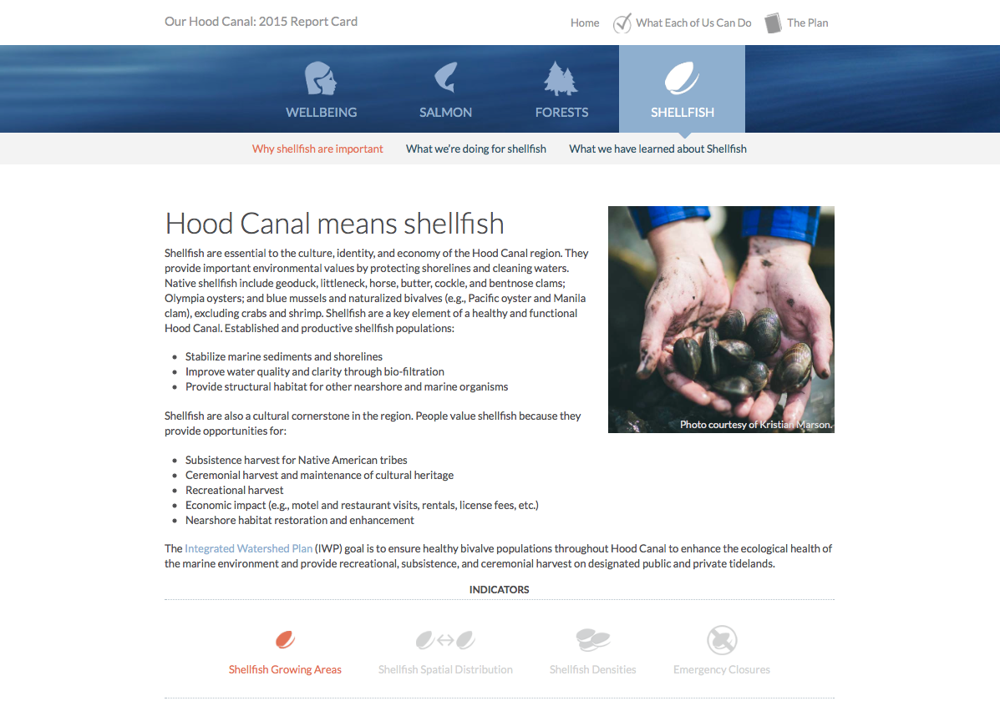 Our Hood Canal: 2015 Report Card
Home
What Each of Us Can Do
The Plan
WELLBEING
SALMON
FORESTS
SHELLFISH
Why shellfish are important
What we're doing for shellfish
What we have learned about Shellfish
Hood Canal means shellfish
Shellfish are essential to the culture, identity, and economy of the Hood Canal region. They
provide important environmental values by protecting shorelines and cleaning waters.
Native shellfish include geoduck, littleneck, horse, butter, cockle, and bentnose clams;
Olympia oysters; and blue mussels and naturalized bivalves (e.g., Pacific oyster and Manila
clam), excluding crabs and shrimp. Shellfish are a key element of a healthy and functional
Hood Canal. Established and productive shellfish populations:
• Stabilize marine sediments and shorelines
• Improve water quality and clarity through bio-filtration
• Provide structural habitat for other nearshore and marine organisms
Shellfish are also a cultural cornerstone in the region. People value shellfish because they
provide opportunities for:
Photo courtesy of Kristian Marson.
• Subsistence harvest for Native American tribes
• Ceremonial harvest and maintenance of cultural heritage
• Recreational harvest
• Economic impact (e.g., motel and restaurant visits, rentals, license fees, etc.)
• Nearshore habitat restoration and enhancement
The Integrated Watershed Plan (IWP) goal is to ensure healthy bivalve populations throughout Hood Canal to enhance the ecological health of
the marine environment and provide recreational, subsistence, and ceremonial harvest on designated public and private tidelands.
INDICATORS
Shellfish Growing Areas
Shellfish Spatial Distribution
Shellfish Densities
Emergency Closures